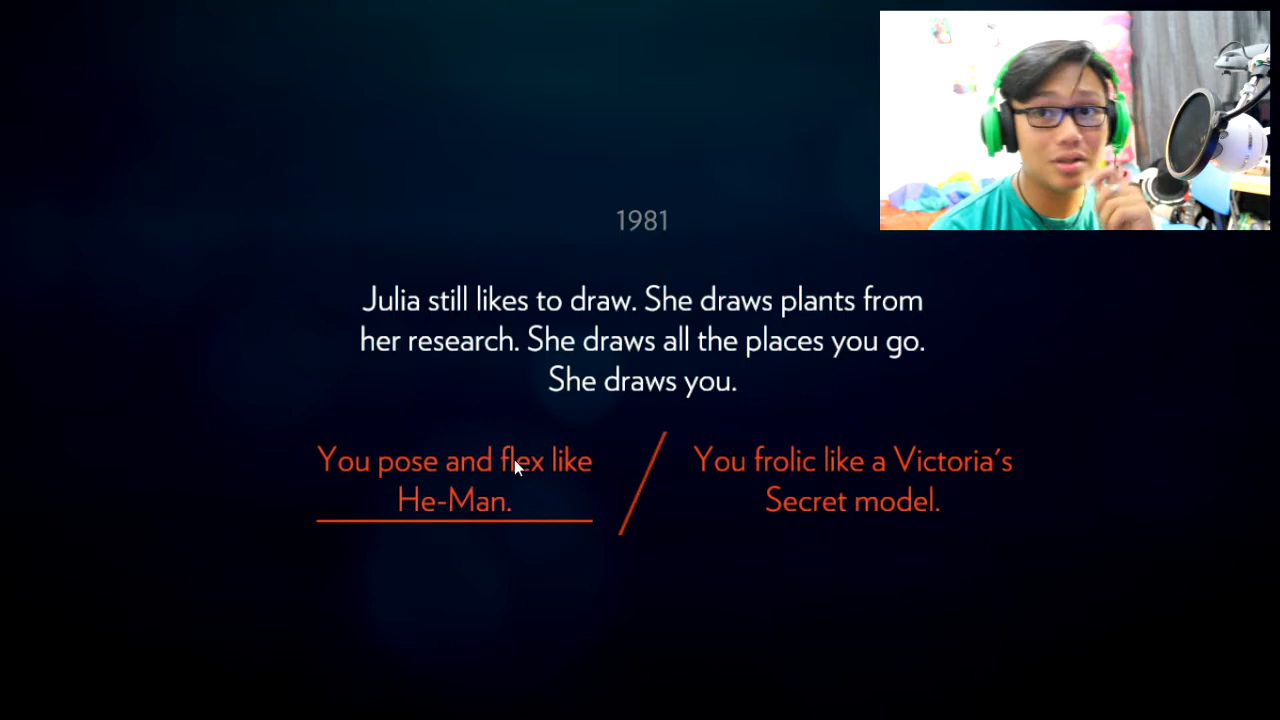 1981
Julia still likes to draw. She draws plants from
her research. She draws all the places you go.
She draws you.
You pose and flex like
He-Man.
You frolic like a Victoria's
Secret model.